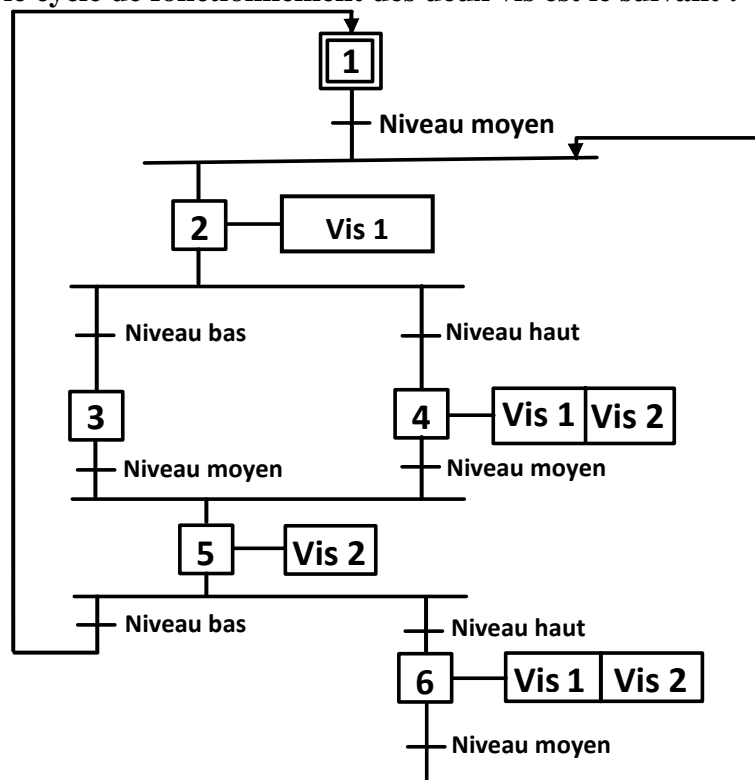 le cycle de fonctionnement des deux vis est le suivant :
1
Niveau moyen
2 Vis 1
Niveau bas Niveau haut
3 4 Vis 1 Vis 2
Niveau moyen Niveau moyen
5 Vis 2
Niveau bas Niveau haut
6 Vis 1 Vis 2
Niveau moyen